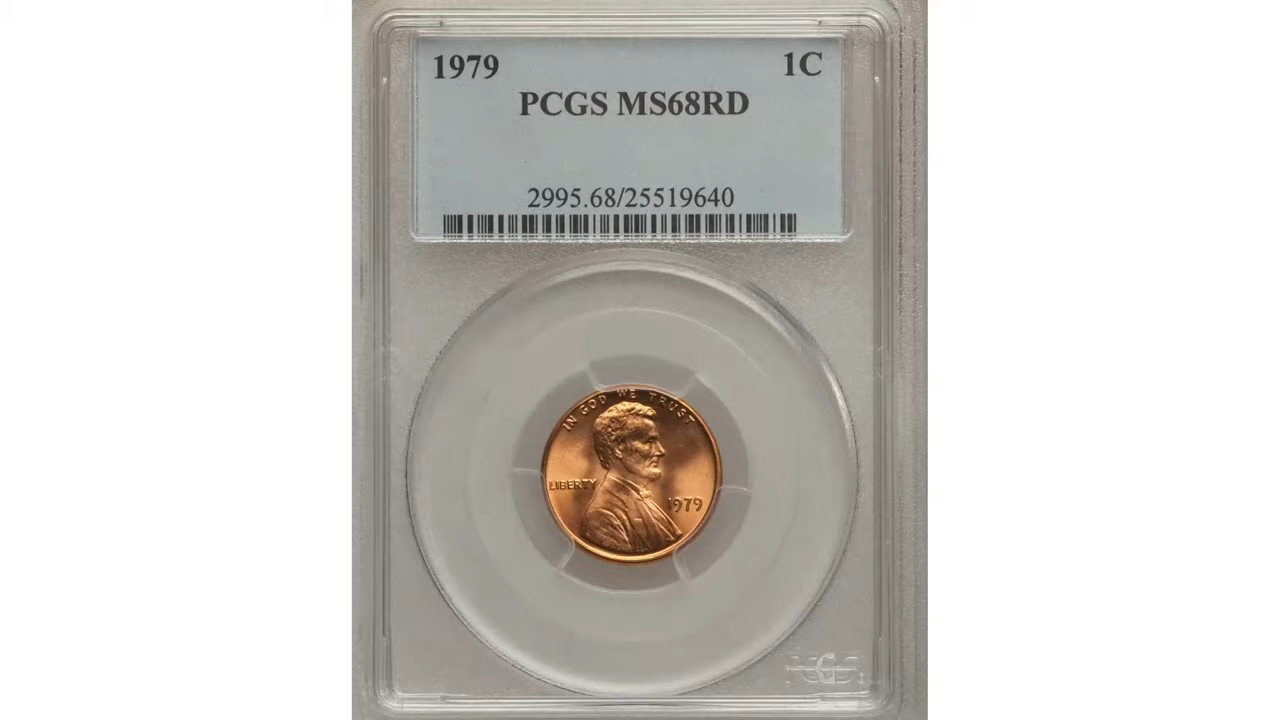 1979 1C
PCGS MS68RD
2995.68/25519640
IN GOD WE TRUST
LIBERTY
1979
PCGS